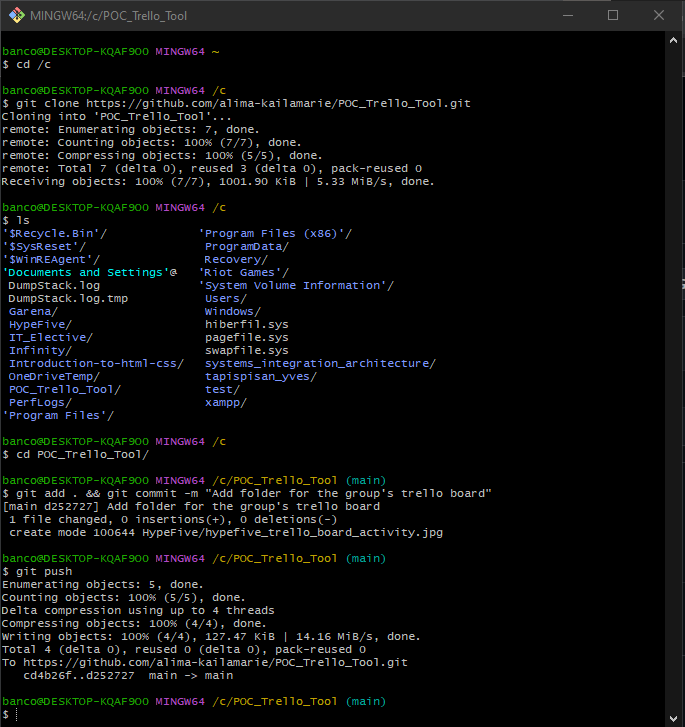 MINGW64:/c/POC_Trello_Tool
banco@DESKTOP-KQAF9OO MINGW64 ~
$ cd /c
banco@DESKTOP-KQAF9OO MINGW64 /c
$ git clone https://github.com/alima-kailamarie/POC_Trello_Tool.git
Cloning into 'POC_Trello_Tool'...
remote: Enumerating objects: 7, done.
remote: Counting objects: 100% (7/7), done.
remote: Compressing objects: 100% (5/5), done.
remote: Total 7 (delta 0), reused 3 (delta 0), pack-reused 0
Receiving objects: 100% (7/7), 1001.90 KiB | 5.33 MiB/s, done.
banco@DESKTOP-KQAF9OO MINGW64 /c
$ ls
'$Recycle.Bin'/ 'Program Files (x86)'/
'$SysReset'/ ProgramData/
'$WinREAgent'/ Recovery/
'Documents and Settings'@ 'Riot Games'/
DumpStack.log 'System Volume Information'/
DumpStack.log.tmp Users/
Garena/ Windows/
HypeFive/ hiberfil.sys
IT_Elective/ pagefile.sys
Infinity/ swapfile.sys
Introduction-to-html-css/ systems_integration_architecture/
OneDriveTemp/ tapispisan_yves/
POC_Trello_Tool/ test/
PerfLogs/ xampp/
'Program Files'/
banco@DESKTOP-KQAF9OO MINGW64 /c
$ cd POC_Trello_Tool/
banco@DESKTOP-KQAF9OO MINGW64 /c/POC_Trello_Tool (main)
$ git add . && git commit -m "Add folder for the group's trello board"
[main d252727] Add folder for the group's trello board
1 file changed, 0 insertions(+), 0 deletions(-)
create mode 100644 HypeFive/hypefive_trello_board_activity.jpg
banco@DESKTOP-KQAF9OO MINGW64 /c/POC_Trello_Tool (main)
$ git push
Enumerating objects: 5, done.
Counting objects: 100% (5/5), done.
Delta compression using up to 4 threads
Compressing objects: 100% (4/4), done.
Writing objects: 100% (4/4), 127.47 KiB | 14.16 MiB/s, done.
Total 4 (delta 0), reused 0 (delta 0), pack-reused 0
To https://github.com/alima-kailamarie/POC_Trello_Tool.git
cd4b26f..d252727 main -> main
banco@DESKTOP-KQAF9OO MINGW64 /c/POC_Trello_Tool (main)
$